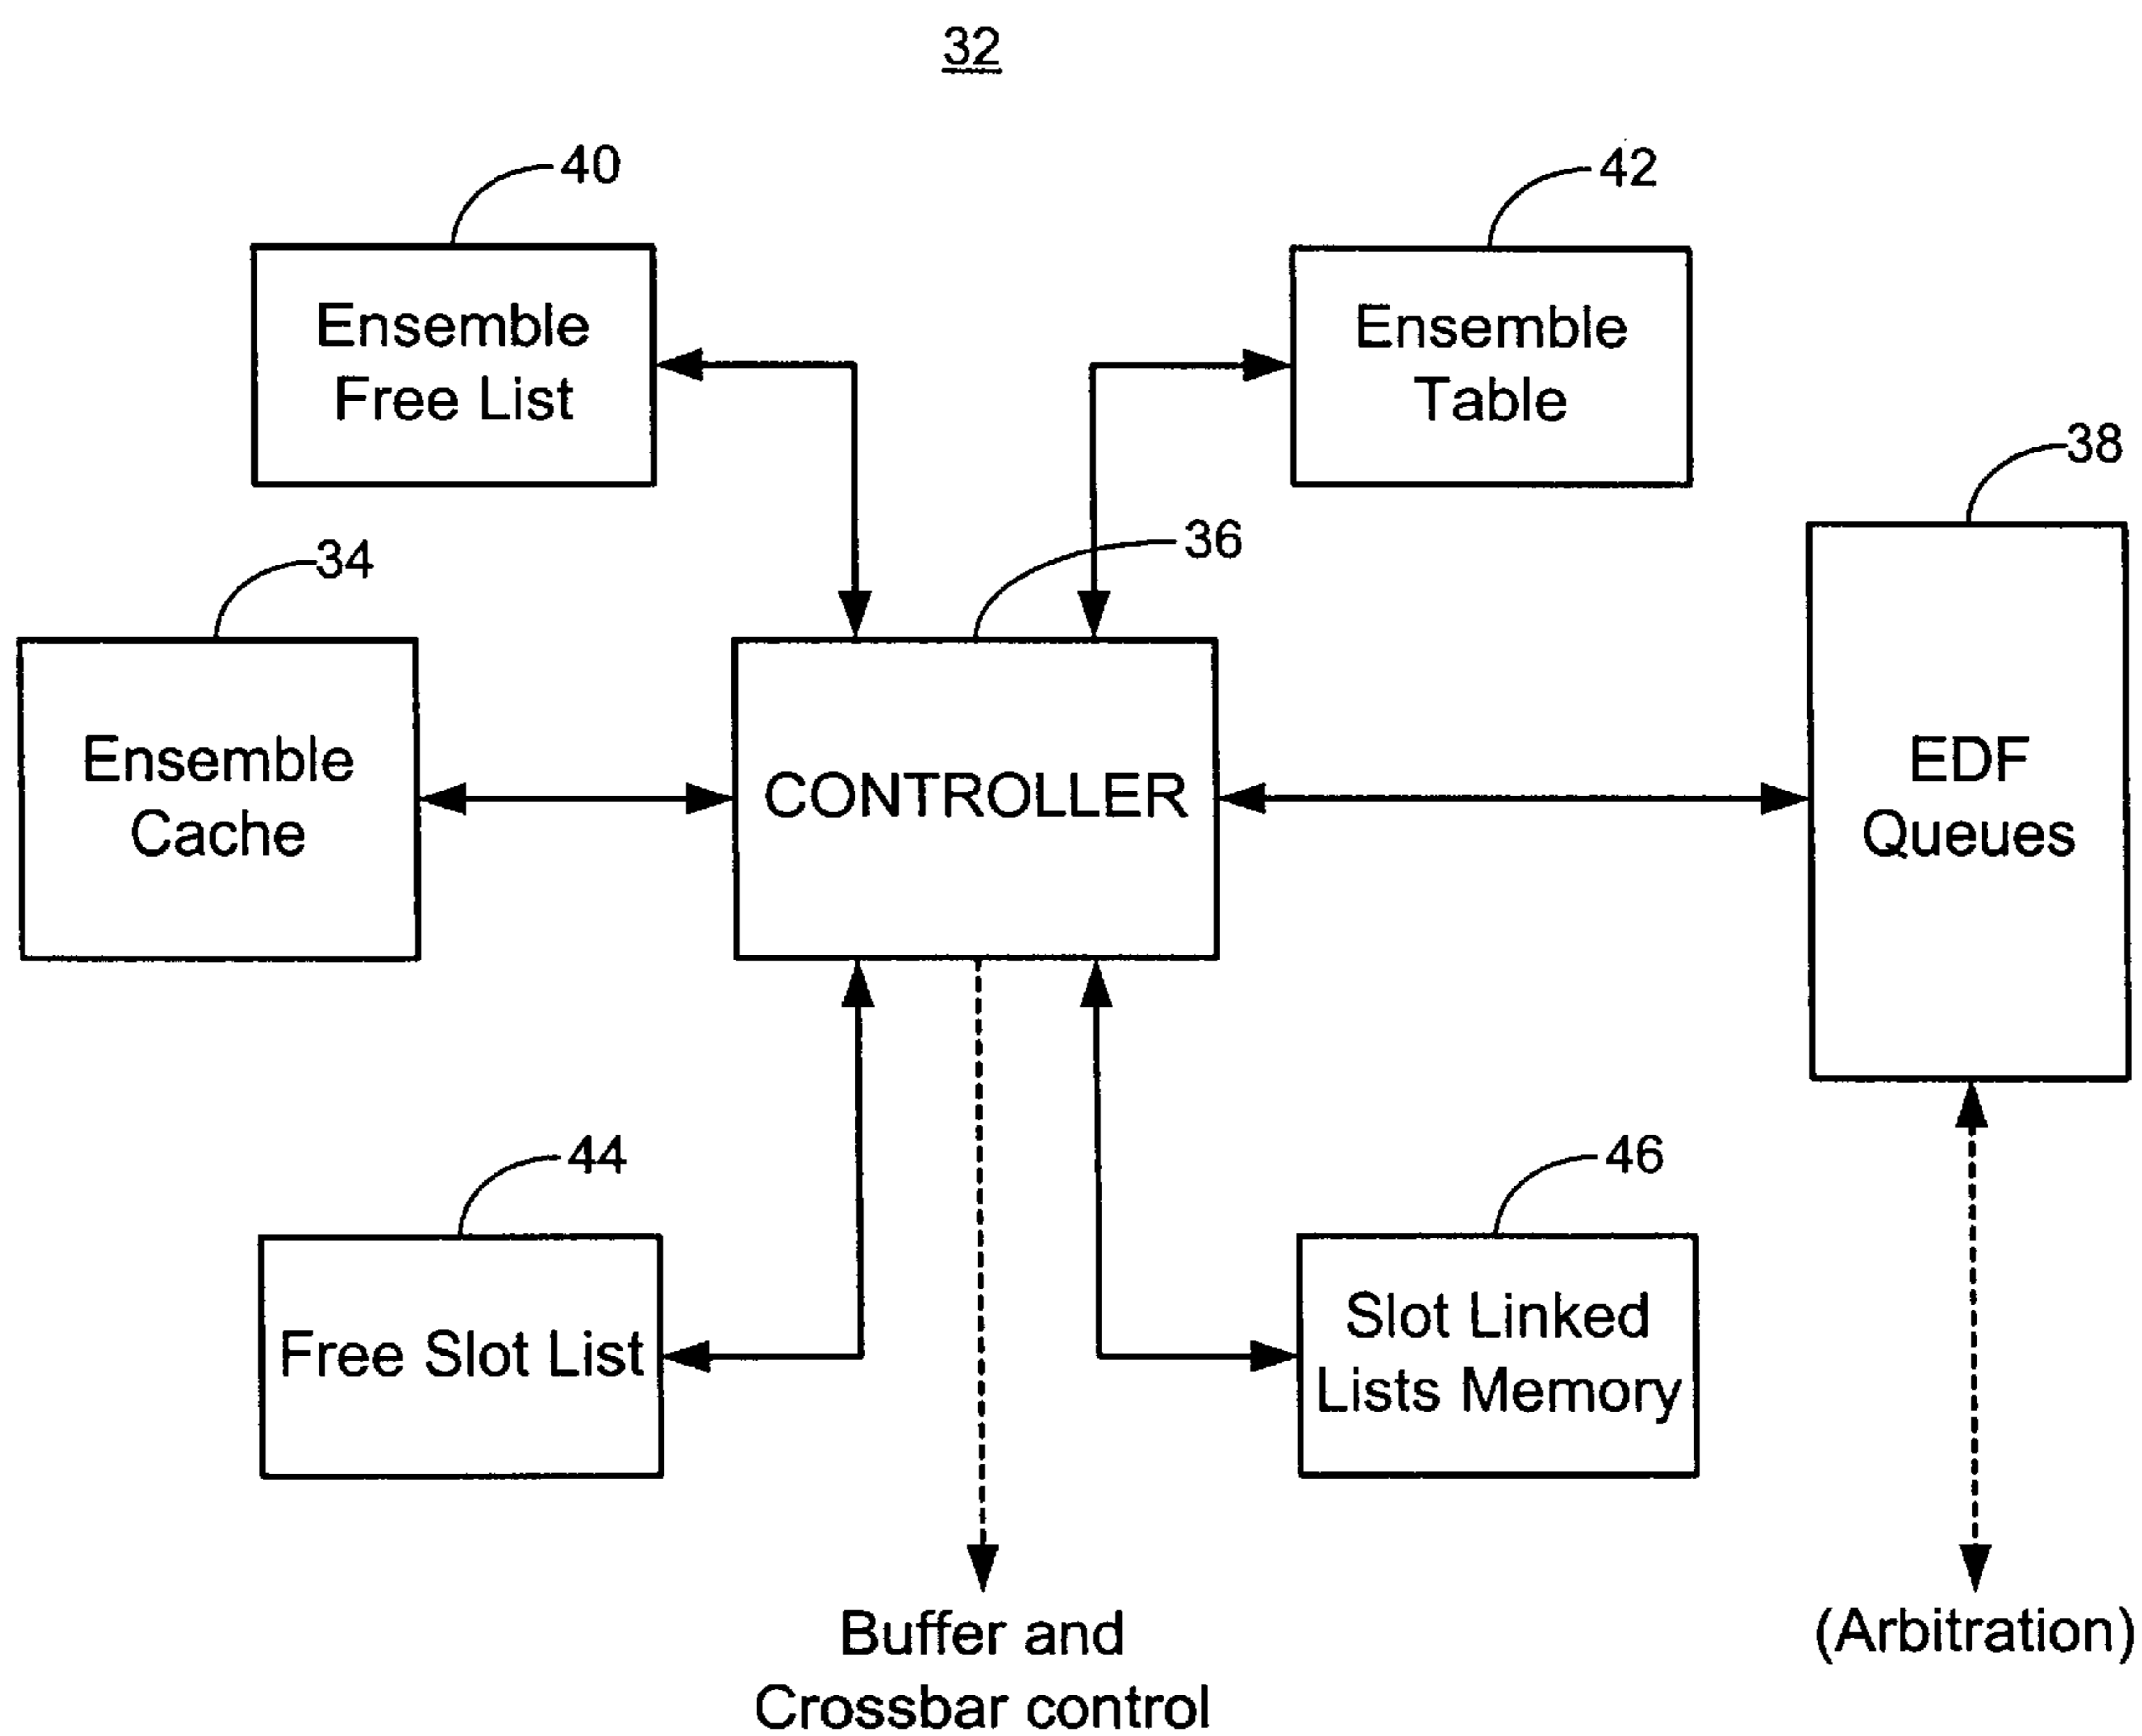 32
40
42
Ensemble
Free List
Ensemble
Table
38
36
34
Ensemble
Cache
CONTROLLER
EDF
Queues
44
46
Free Slot List
Slot Linked
Lists Memory
Buffer and
Crossbar control
(Arbitration)